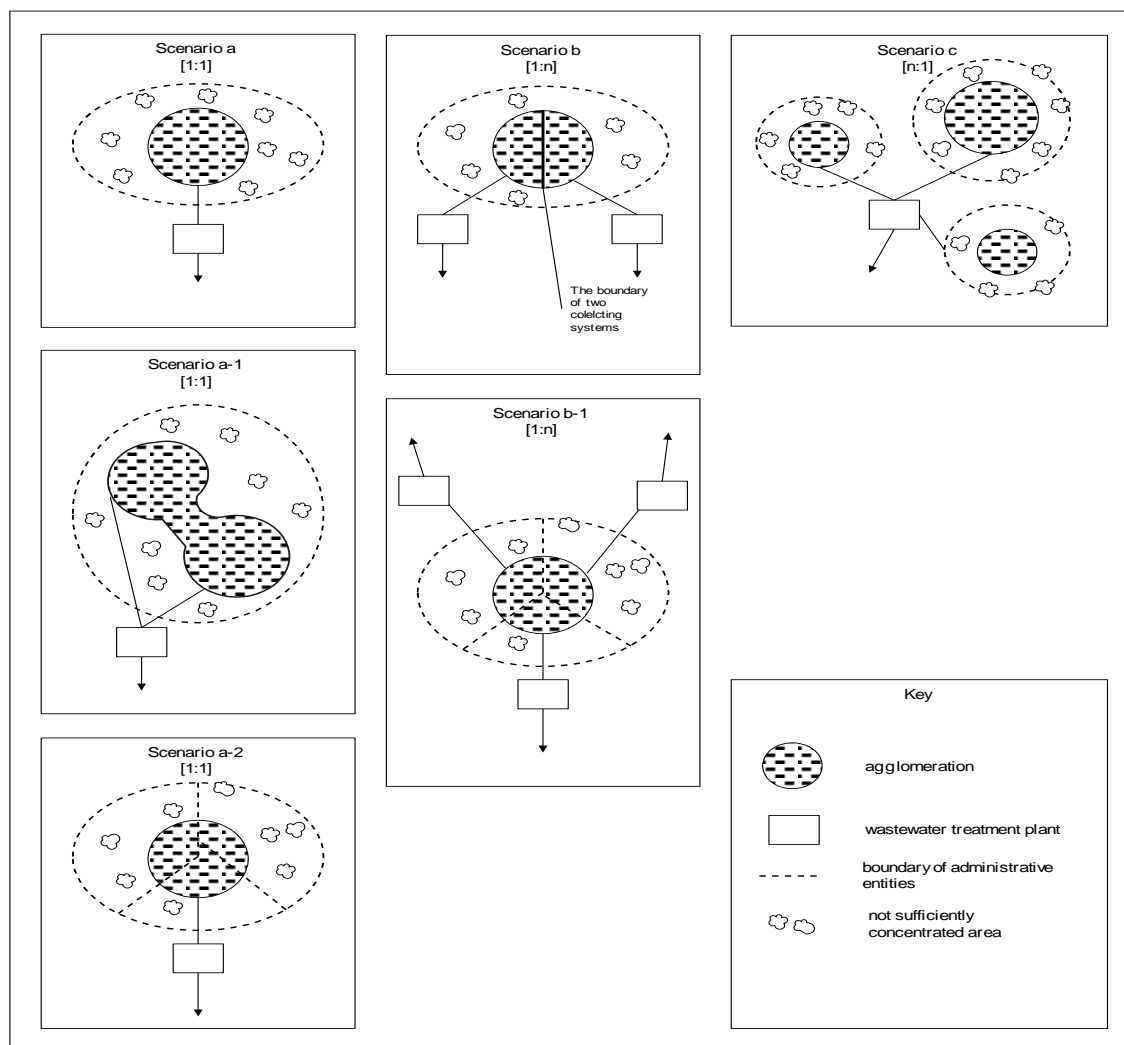 Scenario a
[1:1]
Scenario b
[1:n]
The boundary
of two
colelcting
systems
Scenario c
[n:1]
Scenario a-1
[1:1]
Scenario b-1
[1:n]
Scenario a-2
[1:1]
Key
agglomeration
wastewater treatment plant
boundary of administrative
entities
not sufficiently
concentrated area